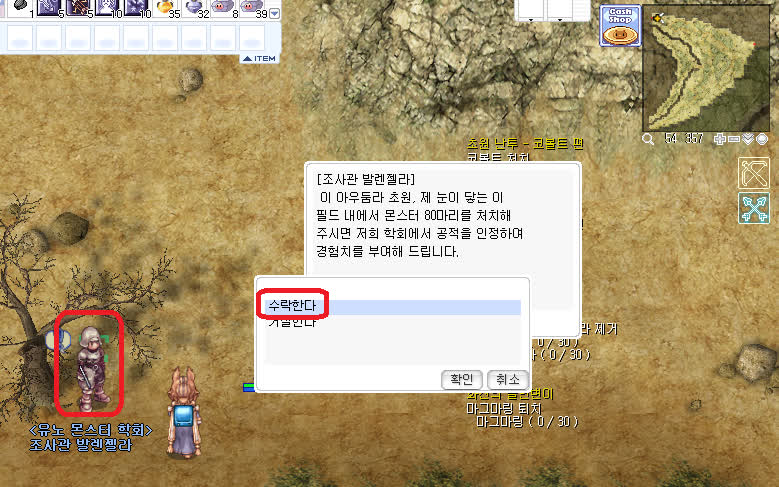 1 5 10 10 35 32 8 39
ITEM
Cash
Shop
54 357
초원 난투 - 코볼트 편
코볼트 처치
[조사관 발렌젤라]
이 아우둠라 초원, 제 눈이 닿는 이
필드 내에서 몬스터 80마리를 처치해
주시면 저희 학회에서 공적을 인정하며
경험치를 부여해 드립니다.
수락한다
거절한다
확인 취소
라 제거
( 0 / 30 )
( 0 / 30 )
마그마링 퇴치
마그마링 ( 0 / 30 )
<유노 몬스터 학회>
조사관 발렌젤라